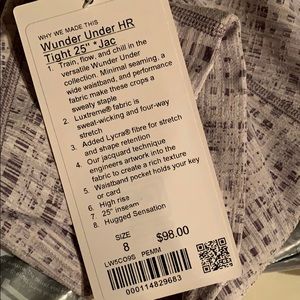 WHY WE MADE THIS
Wunder Under HR
Tight 25" *Jac
1. Train, flow, and chill in the
versatile Wunder Under
collection. Minimal seaming, a
wide waistband, and performance
fabric make these crops a
sweaty staple
2. Luxtreme® fabric is
sweat-wicking and four-way
stretch
3. Added Lycra® fibre for stretch
and shape retention
4. Our jacquard technique
engineers artwork into the
fabric to create a rich texture
5. Waistband pocket holds your key
or card
6. High rise
7. 25" inseam
8. Hugged Sensation
SIZE
8
$98.00
LW5CO9S PEMM
000114829683